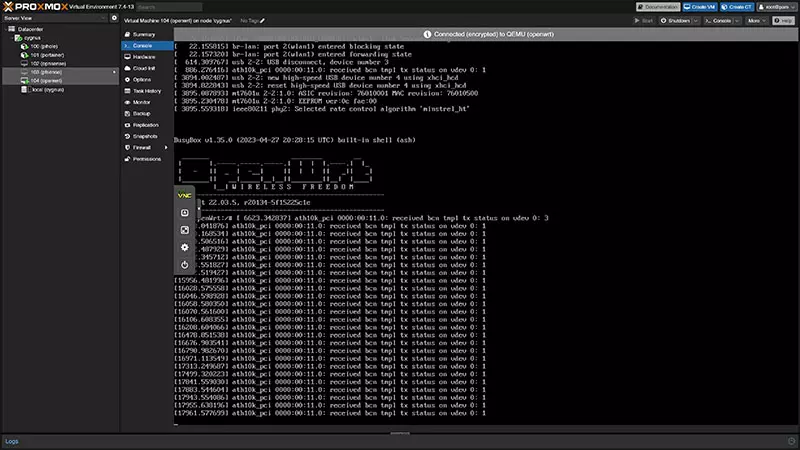 PROXMOX Virtual Environment 7.4-13
Documentation
Create VM
Create CT
Server View
Virtual Machine 104 (openwrt) on node 'cygnus'
No Tags
Start
Shutdown
Console
More
Help
Datacenter
cygnus
100 (pihole)
101 (portainer)
102 (opnsense)
103 (pfsense)
104 (openwrt)
local (cygnus)
Summary
Console
Hardware
Cloud-Init
Options
Task History
Monitor
Backup
Replication
Snapshots
Firewall
Permissions
Connected (encrypted) to QEMU (openwrt)
[ 22.155015] br-lan: port 2(wlan1) entered blocking state
[ 22.157320] br-lan: port 2(wlan1) entered forwarding state
[ 614.309767] usb 2-2: USB disconnect, device number 3
[ 886.276416] ath10k_pci 0000:00:11.0: received bcn tmpl tx status on vdev 0: 1
[ 3894.002487] usb 2-2: new high-speed USB device number 4 using xhci_hcd
[ 3894.822843] usb 2-2: reset high-speed USB device number 4 using xhci_hcd
[ 3895.087893] mt7601u 2-2:1.0: ASIC revision: 76010001 MAC revision: 76010500
[ 3895.230478] mt7601u 2-2:1.0: EEPROM ver:0c fae:00
[ 3895.559318] ieee80211 phy2: Selected rate control algorithm 'minstrel_ht'
BusyBox v1.35.0 (2023-04-27 20:28:15 UTC) built-in shell (ash)
OpenWrt
WIRELESS FREEDOM
t 22.03.5, r20134-5f15225c1e
penWrt:/# [ 6623.342837] ath10k_pci 0000:00:11.0: received bcn tmpl tx status on vdev 0: 3
.041876] ath10k_pci 0000:00:11.0: received bcn tmpl tx status on vdev 0: 1
.168534] ath10k_pci 0000:00:11.0: received bcn tmpl tx status on vdev 0: 1
.506516] ath10k_pci 0000:00:11.0: received bcn tmpl tx status on vdev 0: 1
.487929] ath10k_pci 0000:00:11.0: received bcn tmpl tx status on vdev 0: 1
.345712] ath10k_pci 0000:00:11.0: received bcn tmpl tx status on vdev 0: 1
.551827] ath10k_pci 0000:00:11.0: received bcn tmpl tx status on vdev 0: 1
.519427] ath10k_pci 0000:00:11.0: received bcn tmpl tx status on vdev 0: 1
[15956.481996] ath10k_pci 0000:00:11.0: received bcn tmpl tx status on vdev 0: 1
[16028.575558] ath10k_pci 0000:00:11.0: received bcn tmpl tx status on vdev 0: 1
[16046.598928] ath10k_pci 0000:00:11.0: received bcn tmpl tx status on vdev 0: 1
[16058.580350] ath10k_pci 0000:00:11.0: received bcn tmpl tx status on vdev 0: 1
[16070.561600] ath10k_pci 0000:00:11.0: received bcn tmpl tx status on vdev 0: 1
[16106.608355] ath10k_pci 0000:00:11.0: received bcn tmpl tx status on vdev 0: 1
[16208.604066] ath10k_pci 0000:00:11.0: received bcn tmpl tx status on vdev 0: 1
[16478.051538] ath10k_pci 0000:00:11.0: received bcn tmpl tx status on vdev 0: 1
[16676.903541] ath10k_pci 0000:00:11.0: received bcn tmpl tx status on vdev 0: 1
[16790.982670] ath10k_pci 0000:00:11.0: received bcn tmpl tx status on vdev 0: 1
[16971.113549] ath10k_pci 0000:00:11.0: received bcn tmpl tx status on vdev 0: 1
[17313.249687] ath10k_pci 0000:00:11.0: received bcn tmpl tx status on vdev 0: 1
[17499.320223] ath10k_pci 0000:00:11.0: received bcn tmpl tx status on vdev 0: 1
[17841.559030] ath10k_pci 0000:00:11.0: received bcn tmpl tx status on vdev 0: 1
[17883.544604] ath10k_pci 0000:00:11.0: received bcn tmpl tx status on vdev 0: 1
[17943.554086] ath10k_pci 0000:00:11.0: received bcn tmpl tx status on vdev 0: 1
[17955.638196] ath10k_pci 0000:00:11.0: received bcn tmpl tx status on vdev 0: 1
[17961.577699] ath10k_pci 0000:00:11.0: received bcn tmpl tx status on vdev 0: 1
VNC
Logs